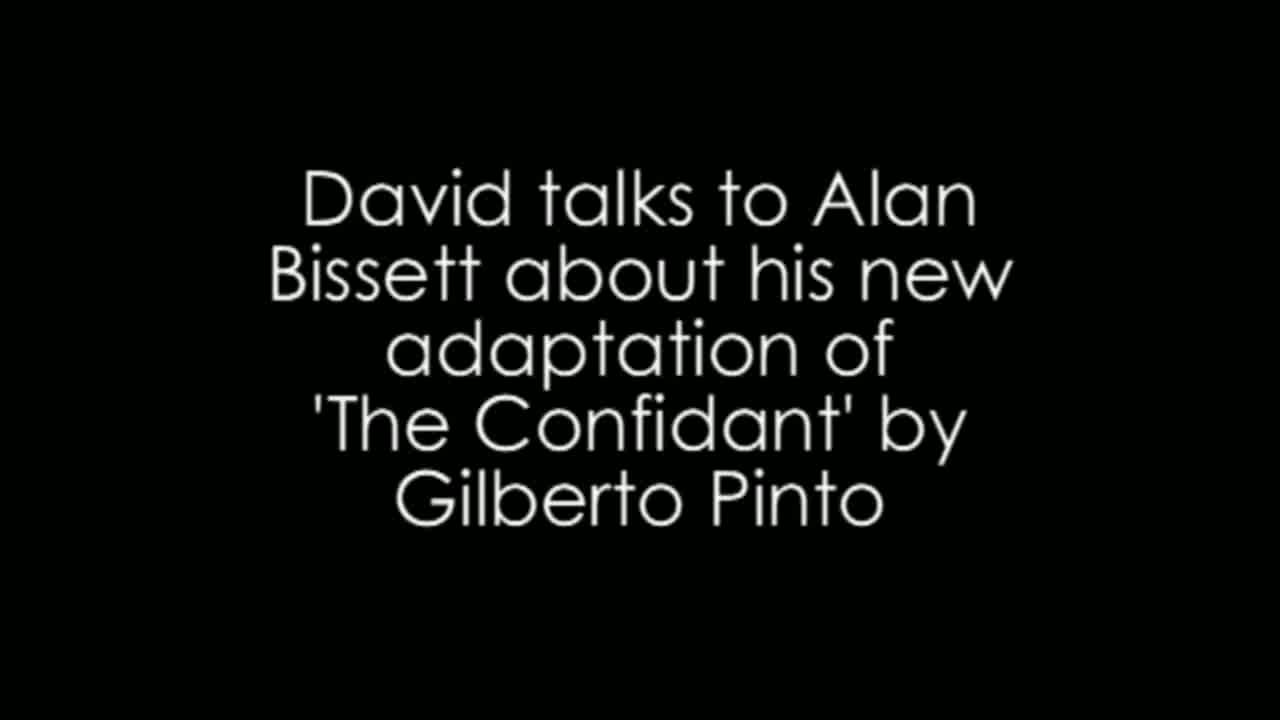 David talks to Alan
Bissett about his new
adaptation of
'The Confidant' by
Gilberto Pinto